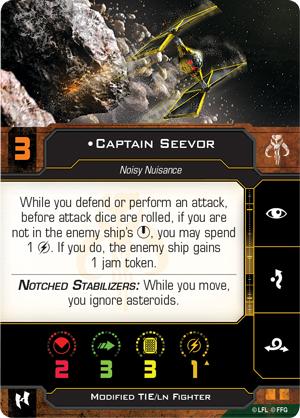 •Captain Seevor
3
Noisy Nuisance
While you defend or perform an attack,
before attack dice are rolled, if you are
not in the enemy ship's , you may spend
1 . If you do, the enemy ship gains
1 jam token.
Notched Stabilizers: While you move,
you ignore asteroids.
2 3 3 1
Modified TIE/ln Fighter
© LFL © FFG